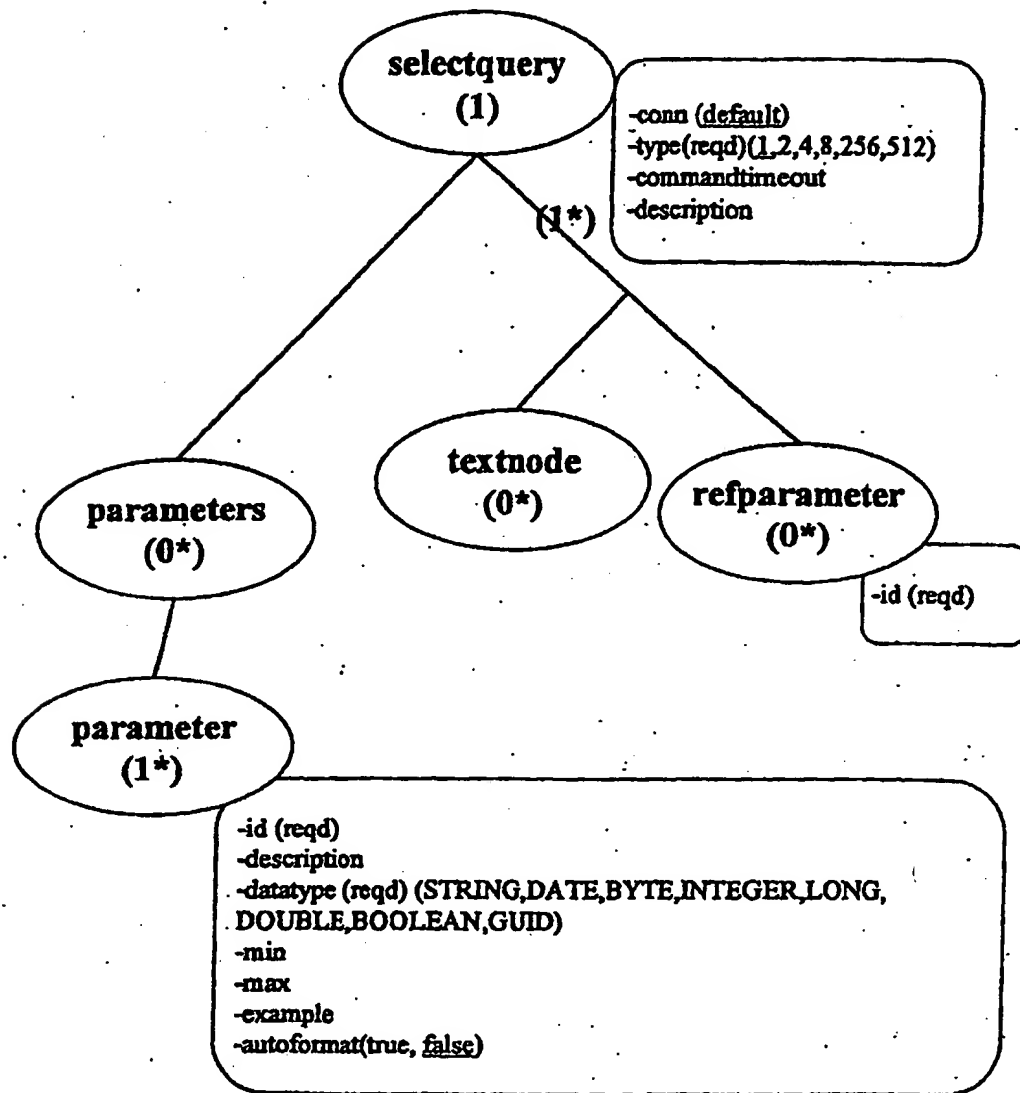 selectquery
(1)
-conn (default)
-type(reqd)(1,2,4,8,256,512)
-commandtimeout
-description
(1*)
textnode
(0*)
refparameter
(0*)
parameters
(0*)
-id (reqd)
parameter
(1*)
-id (reqd)
-description
-datatype (reqd) (STRING,DATE,BYTE,INTEGER,LONG,
DOUBLE,BOOLEAN,GUID)
-min
-max
-example
-autoformat(true, false)